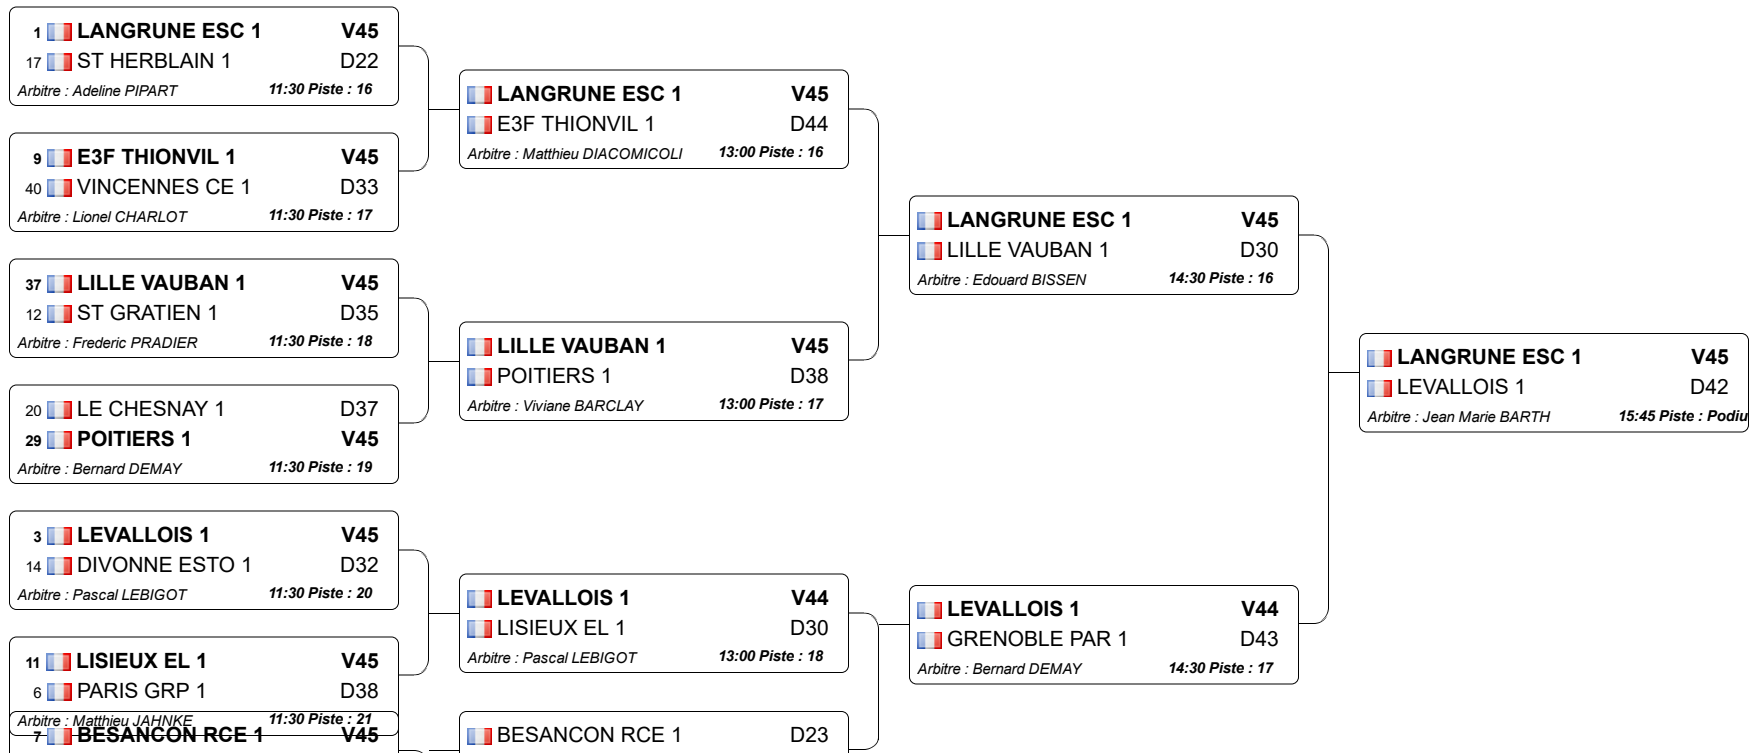 1 LANGRUNE ESC 1 V45
17 ST HERBLAIN 1 D22
Arbitre : Adeline PIPART 11:30 Piste : 16
9 E3F THIONVIL 1 V45
40 VINCENNES CE 1 D33
Arbitre : Lionel CHARLOT 11:30 Piste : 17
37 LILLE VAUBAN 1 V45
12 ST GRATIEN 1 D35
Arbitre : Frederic PRADIER 11:30 Piste : 18
20 LE CHESNAY 1 D37
29 POITIERS 1 V45
Arbitre : Bernard DEMAY 11:30 Piste : 19
3 LEVALLOIS 1 V45
14 DIVONNE ESTO 1 D32
Arbitre : Pascal LEBIGOT 11:30 Piste : 20
11 LISIEUX EL 1 V45
6 PARIS GRP 1 D38
Arbitre : Matthieu JAHNKE 11:30 Piste : 21
7 BESANCON RCE 1 V45
LANGRUNE ESC 1 V45
E3F THIONVIL 1 D44
Arbitre : Matthieu DIACOMICOLI 13:00 Piste : 16
LILLE VAUBAN 1 V45
POITIERS 1 D38
Arbitre : Viviane BARCLAY 13:00 Piste : 17
LEVALLOIS 1 V44
LISIEUX EL 1 D30
Arbitre : Pascal LEBIGOT 13:00 Piste : 18
BESANCON RCE 1 D23
LANGRUNE ESC 1 V45
LILLE VAUBAN 1 D30
Arbitre : Edouard BISSEN 14:30 Piste : 16
LEVALLOIS 1 V44
GRENOBLE PAR 1 D43
Arbitre : Bernard DEMAY 14:30 Piste : 17
LANGRUNE ESC 1 V45
LEVALLOIS 1 D42
Arbitre : Jean Marie BARTH 15:45 Piste : Podiu